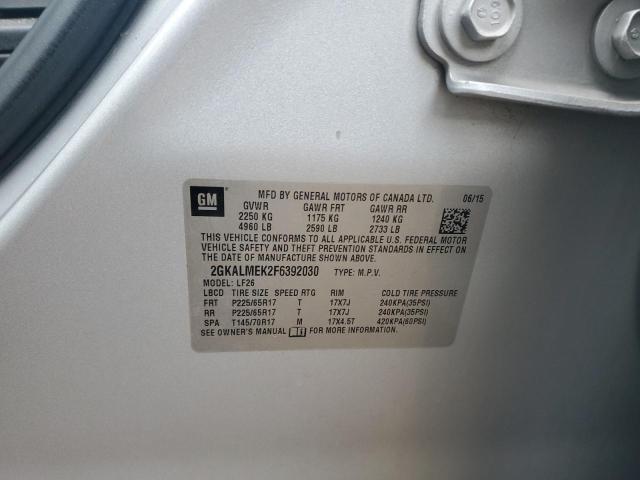 GM
MFD BY GENERAL MOTORS OF CANADA LTD. 06/15
GVWR GAWR FRT GAWR RR
2250 KG 1175 KG 1240 KG
4960 LB 2590 LB 2733 LB
THIS VEHICLE CONFORMS TO ALL APPLICABLE U.S. FEDERAL MOTOR
VEHICLE SAFETY AND THEFT PREVENTION STANDARDS IN EFFECT ON
THE DATE OF MANUFACTURE SHOWN ABOVE.
2GKALMEK2F6392030 TYPE: M.P.V.
MODEL: LF26
LBCD TIRE SIZE SPEED RTG RIM COLD TIRE PRESSURE
FRT P225/65R17 T 17X7J 240KPA(35PSI)
RR P225/65R17 T 17X7J 240KPA(35PSI)
SPA T145/70R17 M 17X4.5T 420KPA(60PSI)
SEE OWNER'S MANUAL FOR MORE INFORMATION.